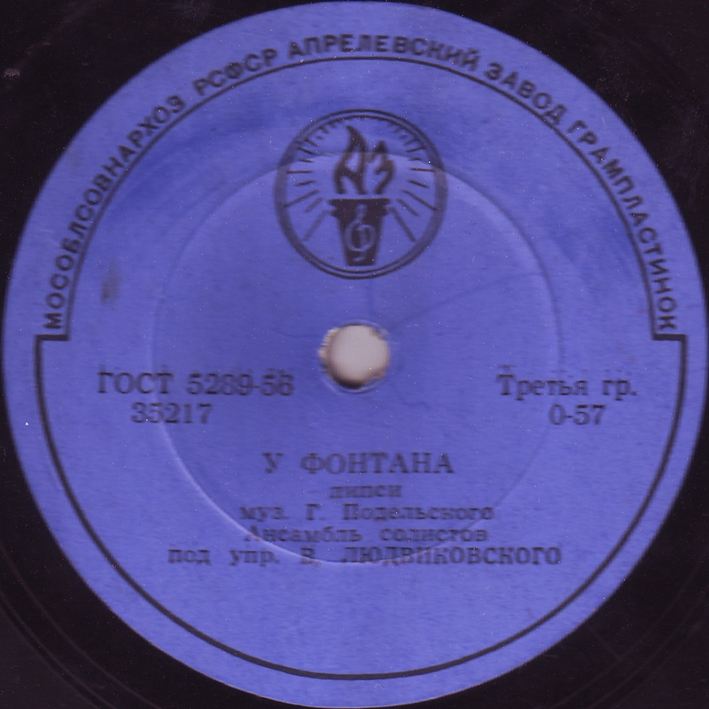 МОСОБЛСОВНАРХОЗ РСФСР АПРЕЛЕВСКИЙ ЗАВОД ГРАМПЛАСТИНОК
АЗ
ГОСТ 5289-56
35217
Третья гр.
0-57
У ФОНТАНА
липси
муз. Г. Подельского
Ансамбль солистов
под упр. В. ЛЮДВИКОВСКОГО